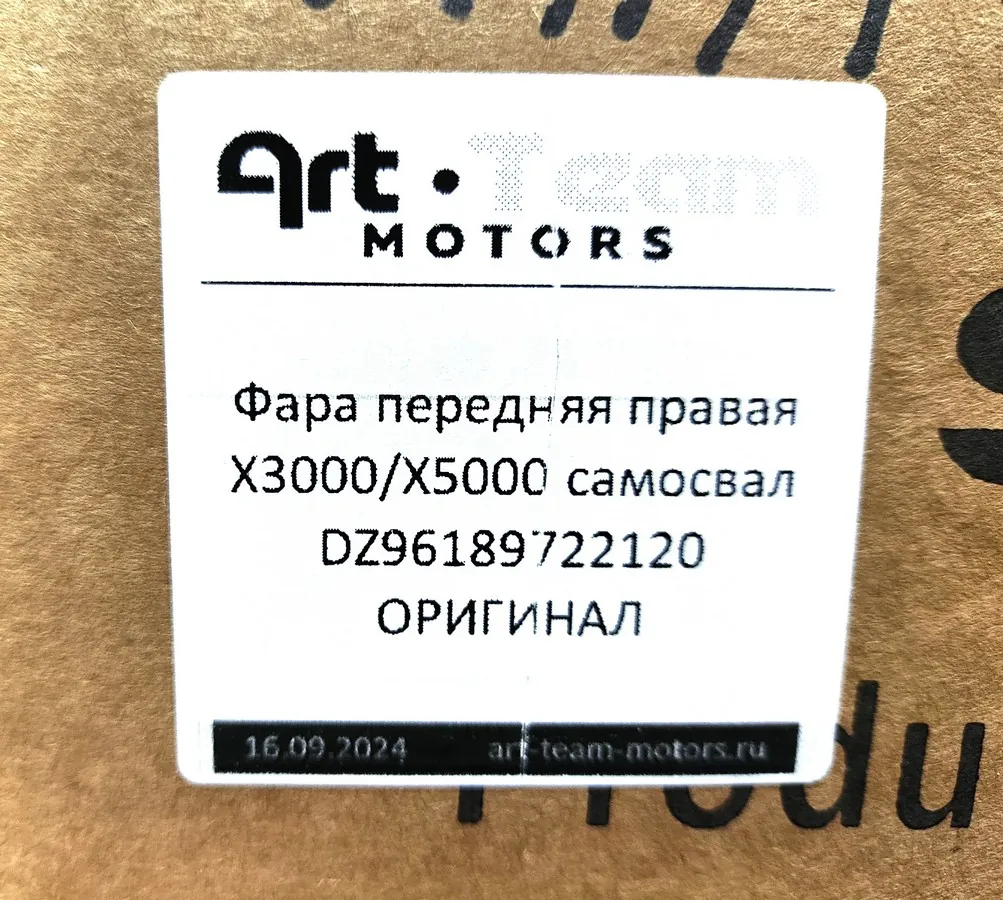 Art · Team
MOTORS
Фара передняя правая
X3000/X5000 самосвал
DZ96189722120
ОРИГИНАЛ
16.09.2024 art-team-motors.ru